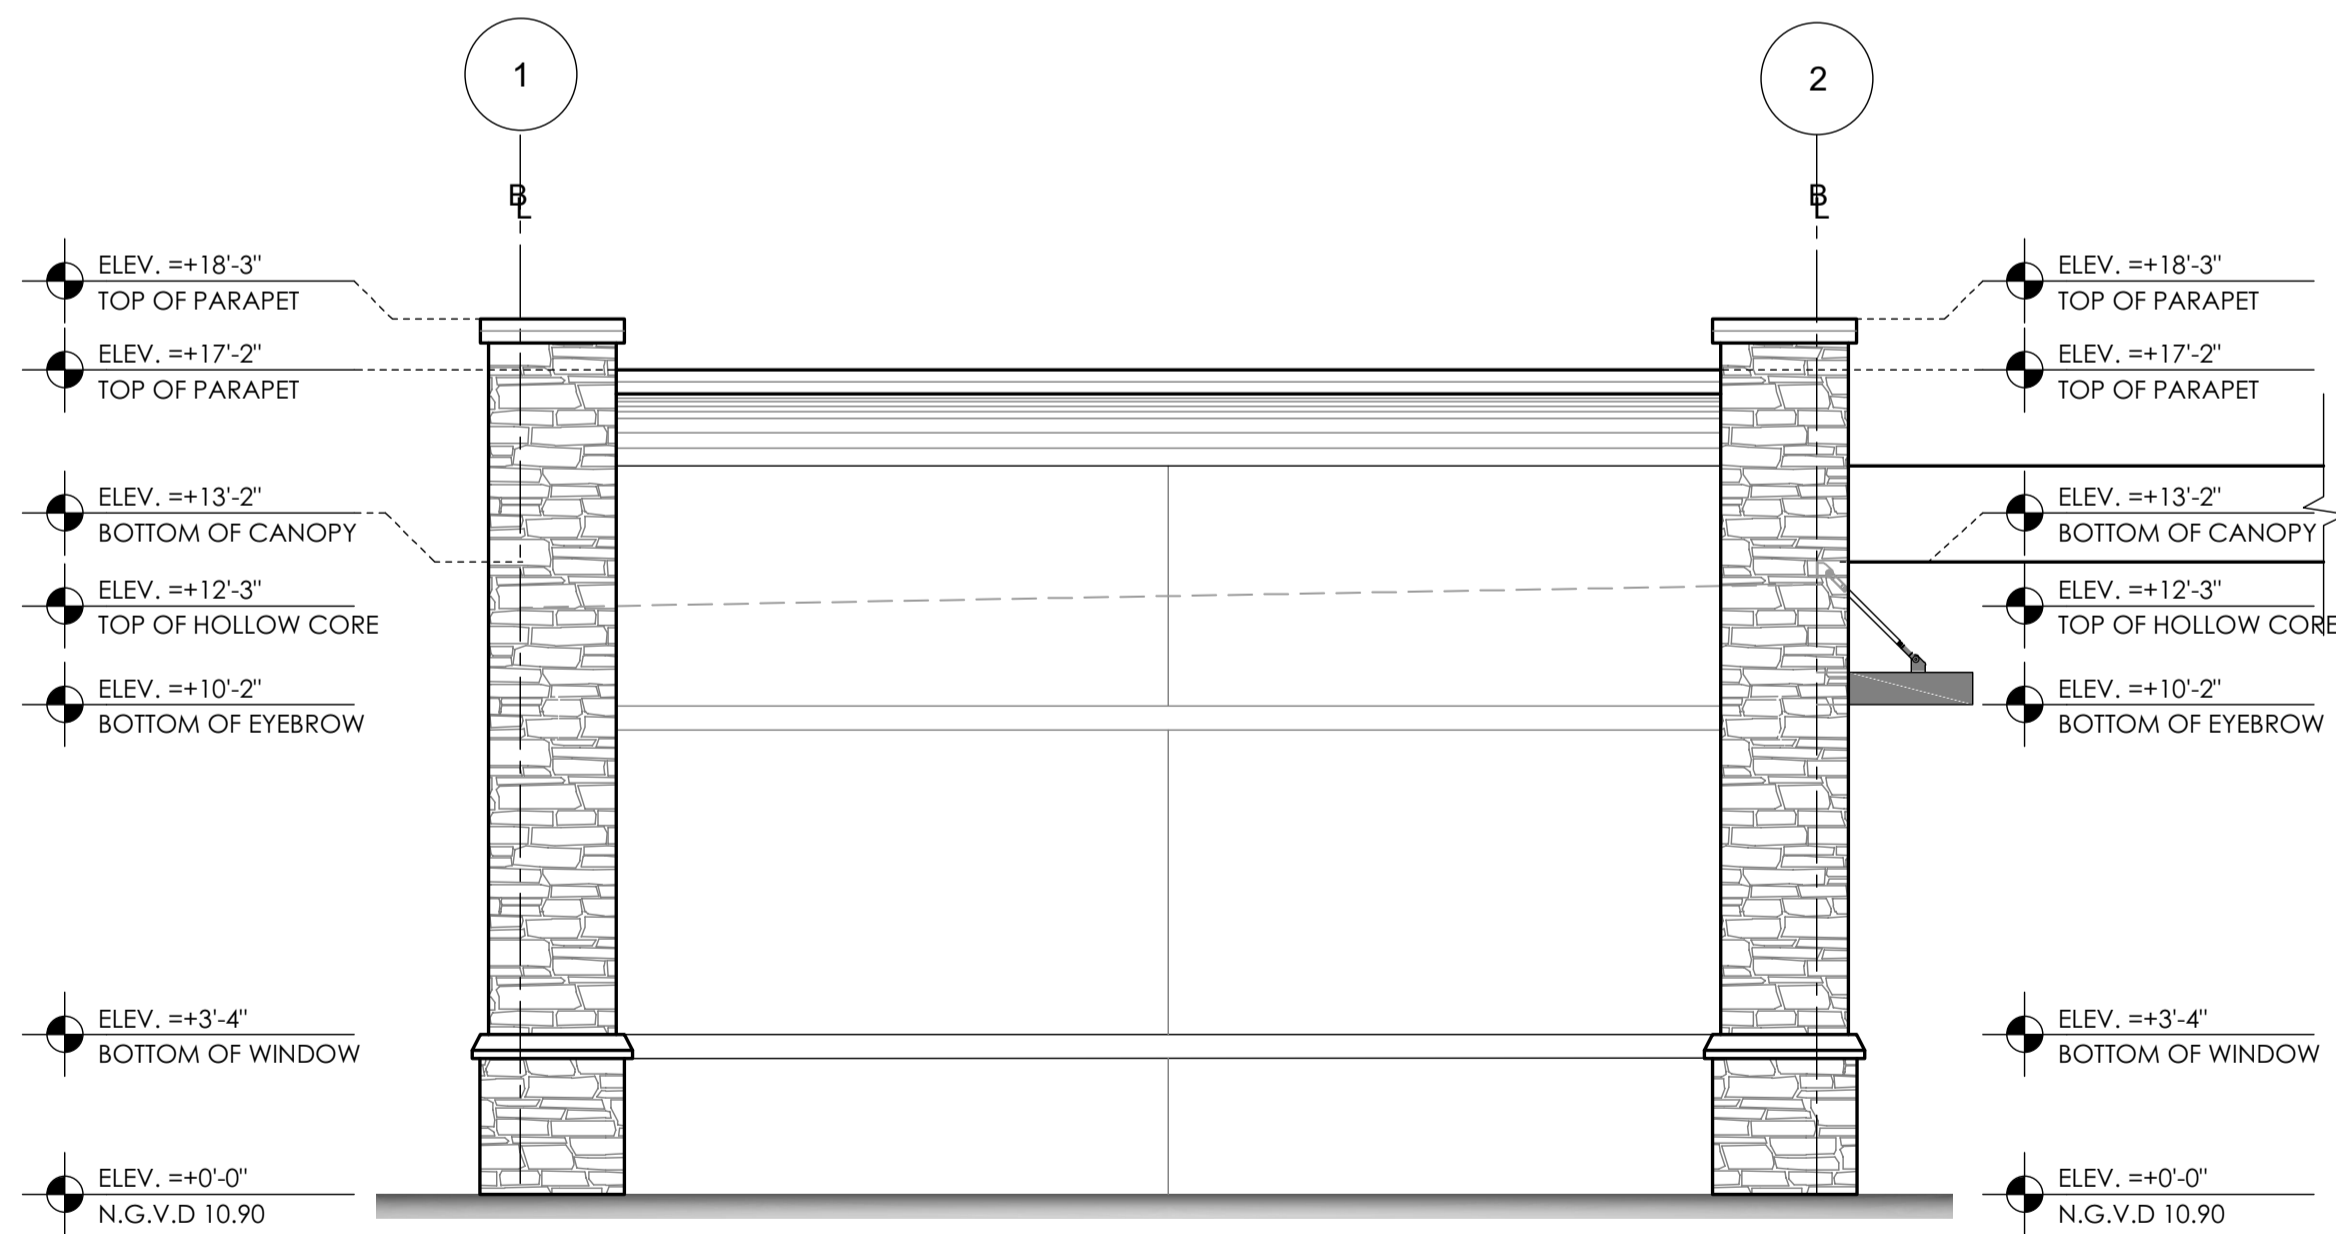 1
2
BL
BL
ELEV. =+18'-3"
TOP OF PARAPET
ELEV. =+17'-2"
TOP OF PARAPET
ELEV. =+13'-2"
BOTTOM OF CANOPY
ELEV. =+12'-3"
TOP OF HOLLOW CORE
ELEV. =+10'-2"
BOTTOM OF EYEBROW
ELEV. =+3'-4"
BOTTOM OF WINDOW
ELEV. =+0'-0"
N.G.V.D 10.90
ELEV. =+18'-3"
TOP OF PARAPET
ELEV. =+17'-2"
TOP OF PARAPET
ELEV. =+13'-2"
BOTTOM OF CANOPY
ELEV. =+12'-3"
TOP OF HOLLOW CORE
ELEV. =+10'-2"
BOTTOM OF EYEBROW
ELEV. =+3'-4"
BOTTOM OF WINDOW
ELEV. =+0'-0"
N.G.V.D 10.90